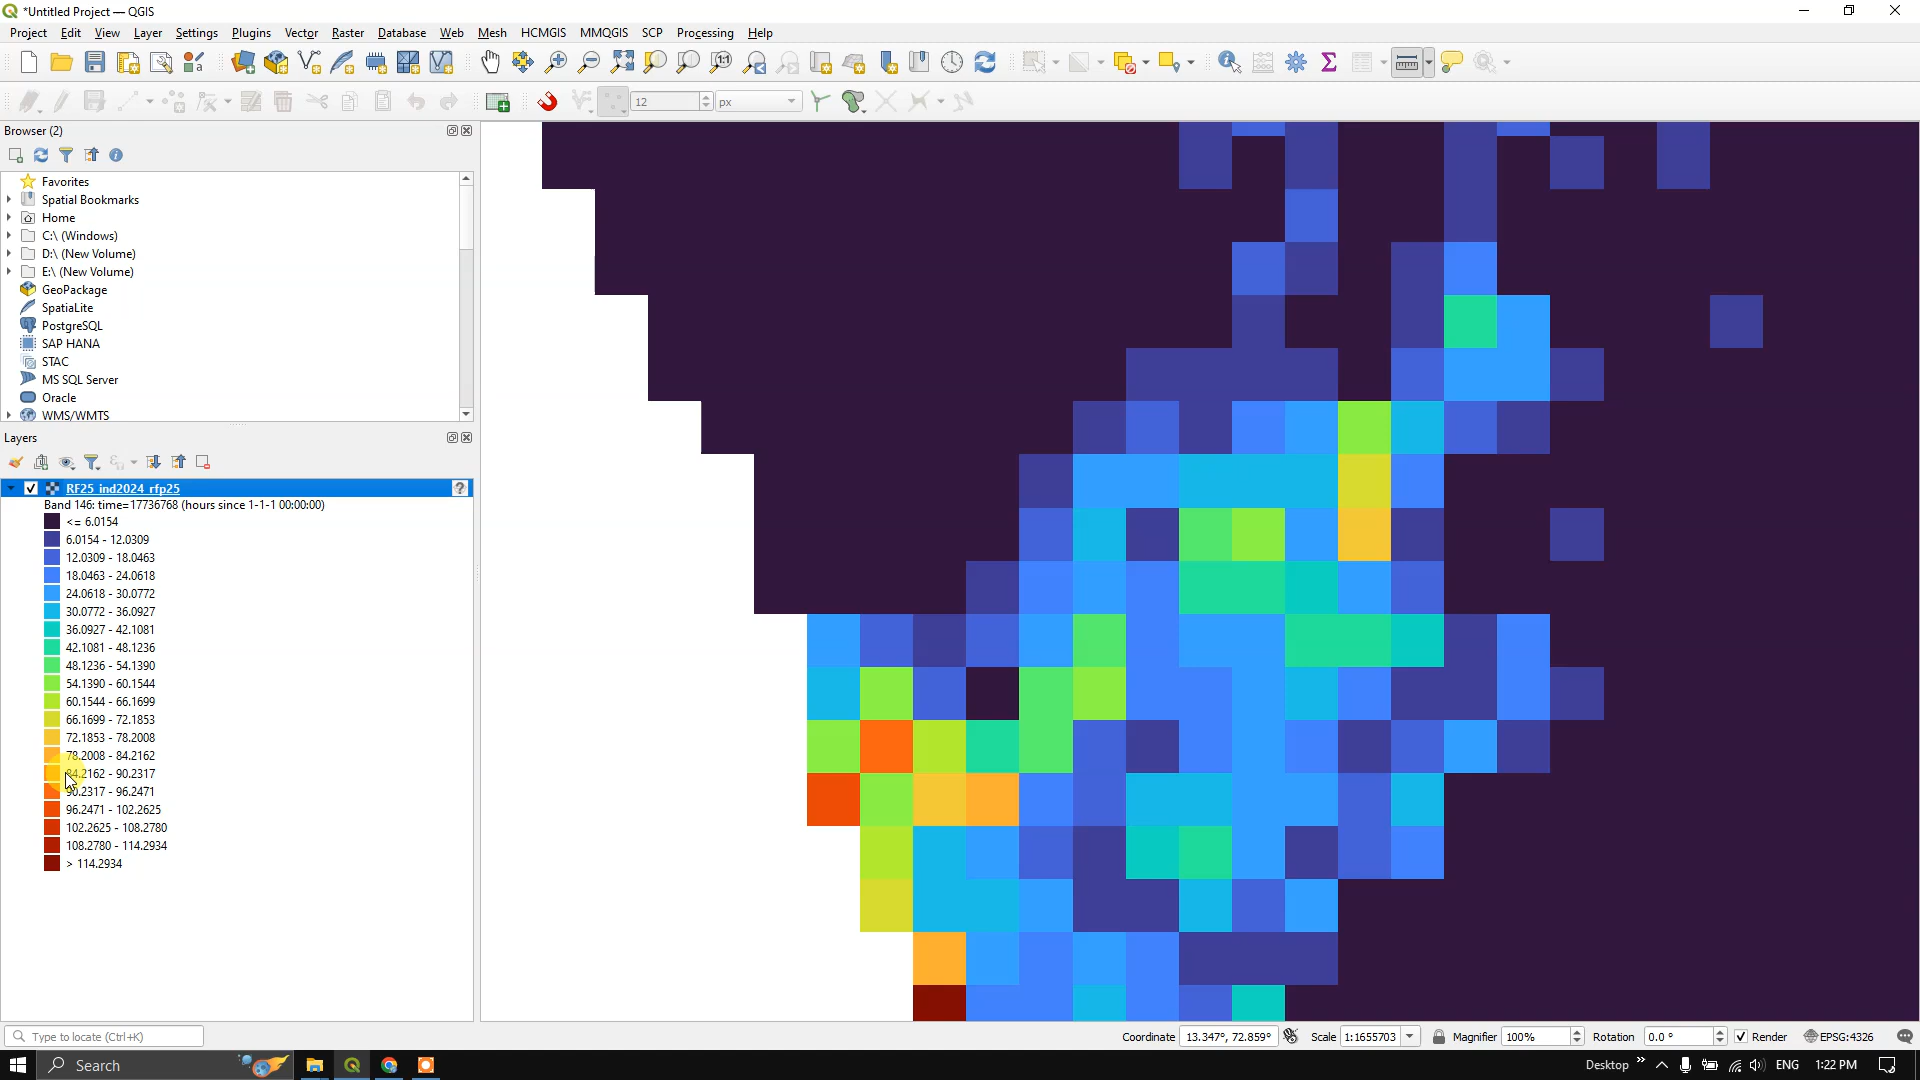 *Untitled Project — QGIS
Project Edit View Layer Settings Plugins Vector Raster Database Web Mesh HCMGIS MMQGIS SCP Processing Help
12 px
Browser (2)
Favorites
Spatial Bookmarks
Home
C:\ (Windows)
D:\ (New Volume)
E:\ (New Volume)
GeoPackage
SpatiaLite
PostgreSQL
SAP HANA
STAC
MS SQL Server
Oracle
WMS/WMTS
Layers
RF25_ind2024_rfp25
Band 146: time=17736768 (hours since 1-1-1 00:00:00)
<= 6.0154
6.0154 - 12.0309
12.0309 - 18.0463
18.0463 - 24.0618
24.0618 - 30.0772
30.0772 - 36.0927
36.0927 - 42.1081
42.1081 - 48.1236
48.1236 - 54.1390
54.1390 - 60.1544
60.1544 - 66.1699
66.1699 - 72.1853
72.1853 - 78.2008
78.2008 - 84.2162
84.2162 - 90.2317
90.2317 - 96.2471
96.2471 - 102.2625
102.2625 - 108.2780
108.2780 - 114.2934
> 114.2934
Type to locate (Ctrl+K)
Coordinate 13.347°, 72.859° Scale 1:1655703 Magnifier 100% Rotation 0.0 ° Render EPSG:4326
Search
Desktop ENG 1:22 PM